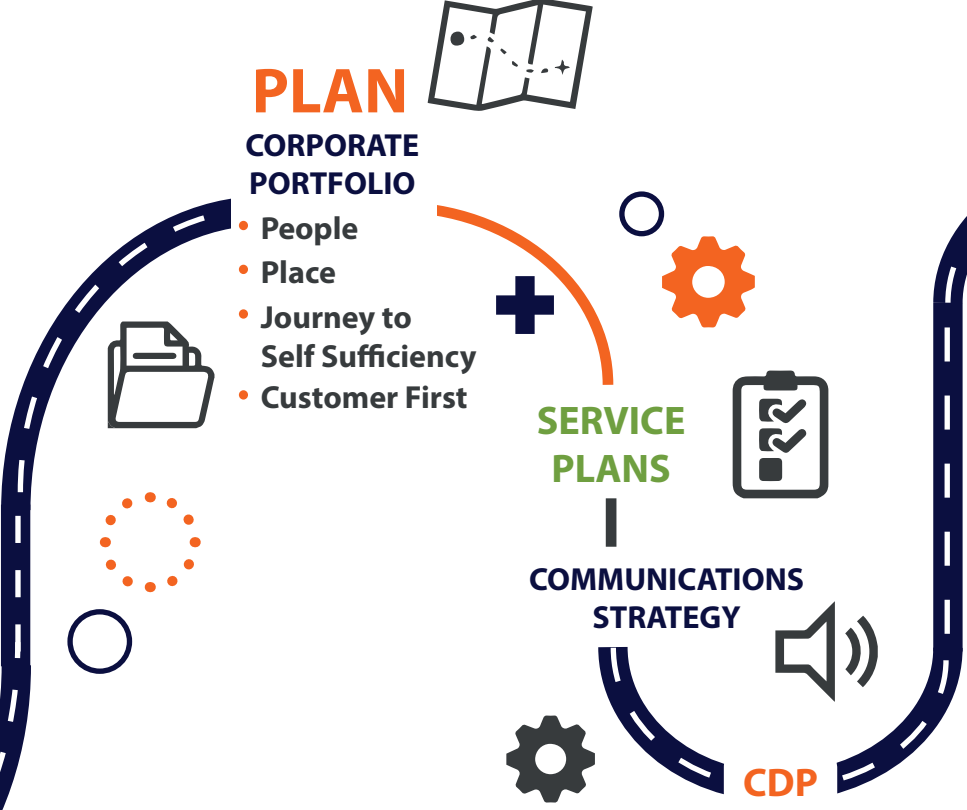 PLAN
CORPORATE
PORTFOLIO
• People
• Place
• Journey to
Self Sufficiency
• Customer First
SERVICE
PLANS
COMMUNICATIONS
STRATEGY
CDP